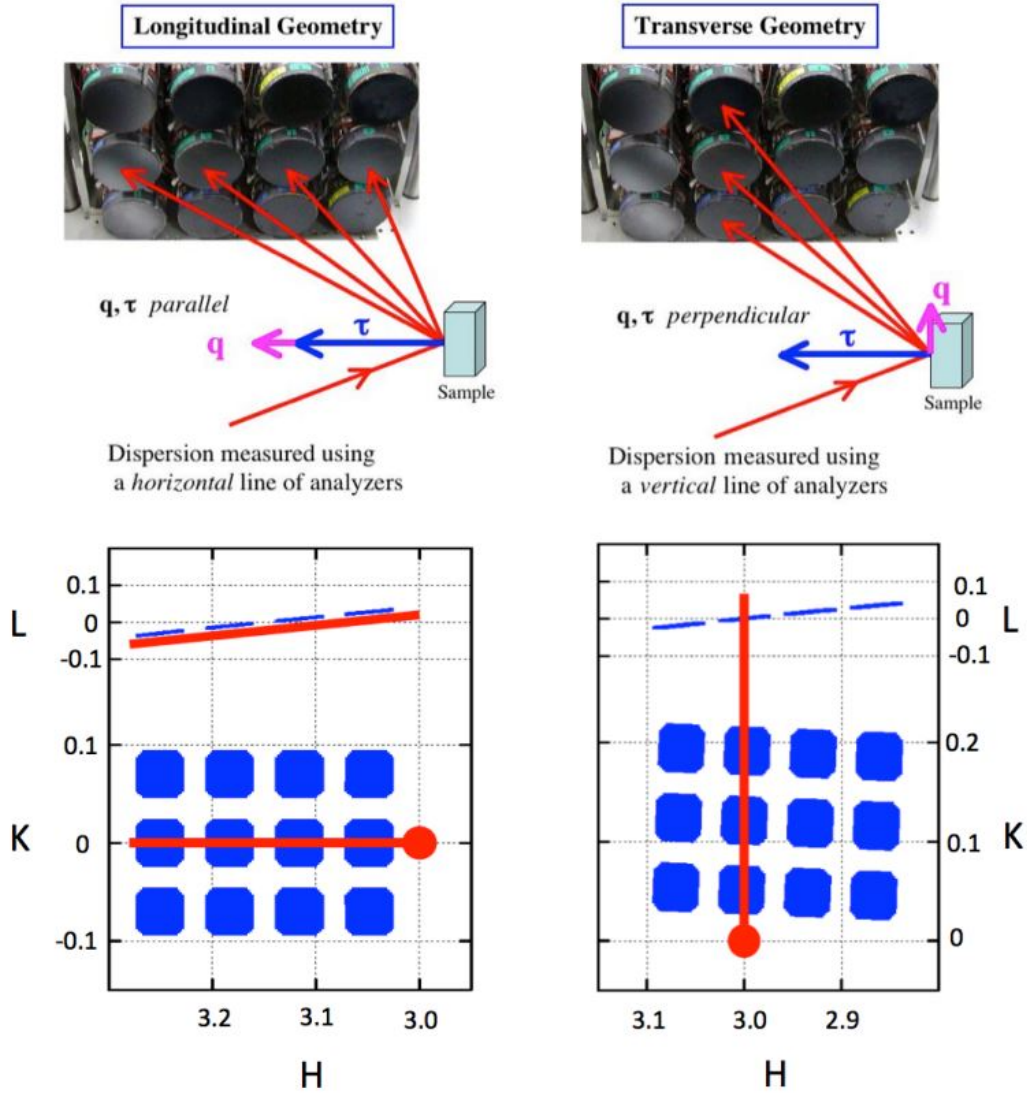 Longitudinal Geometry
Transverse Geometry
q, τ parallel
q
τ
Sample
q, τ perpendicular
q
τ
Sample
Dispersion measured using
a horizontal line of analyzers
Dispersion measured using
a vertical line of analyzers
L
0.1
0
-0.1
K
0.1
0
-0.1
3.2
3.1
3.0
H
0.1
0
-0.1
L
0.2
0.1
0
K
3.1
3.0
2.9
H